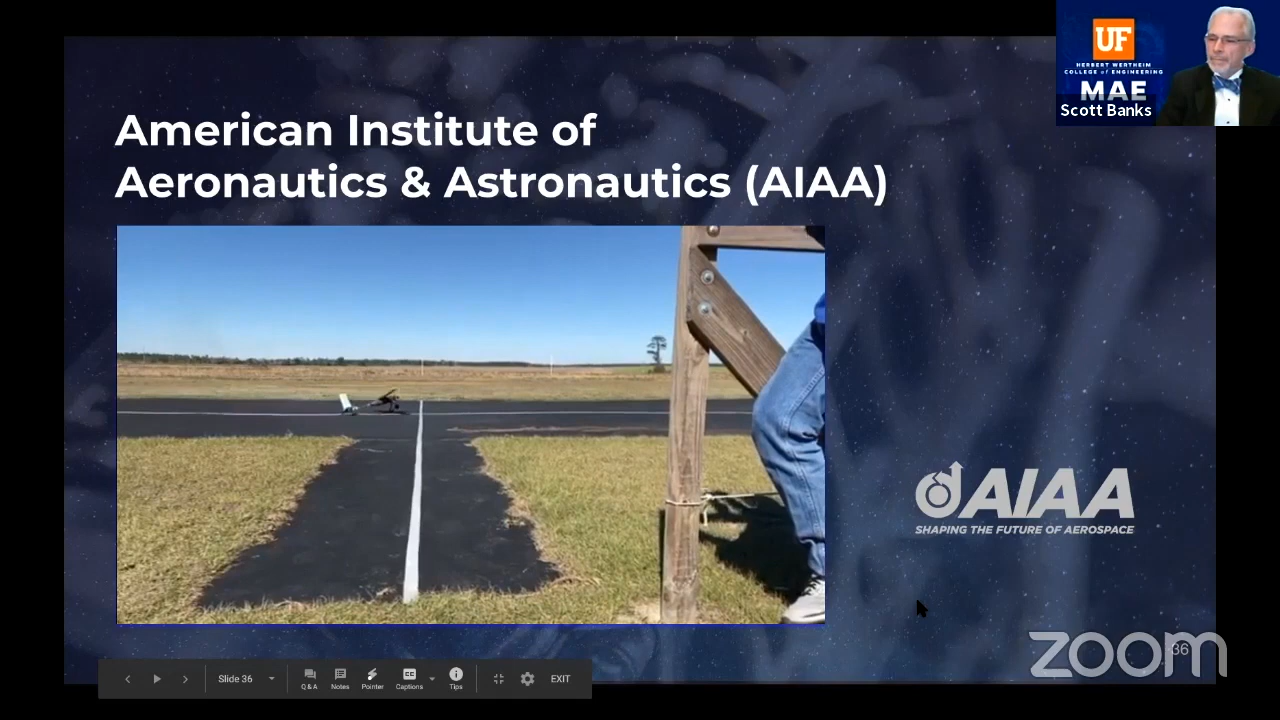 UF
HERBERT WERTHEIM
COLLEGE of ENGINEERING
MAE
Scott Banks
American Institute of
Aeronautics & Astronautics (AIAA)
AIAA
SHAPING THE FUTURE OF AEROSPACE
zoom
36
Slide 36
Q&A
Notes
Pointer
Captions
Tips
EXIT